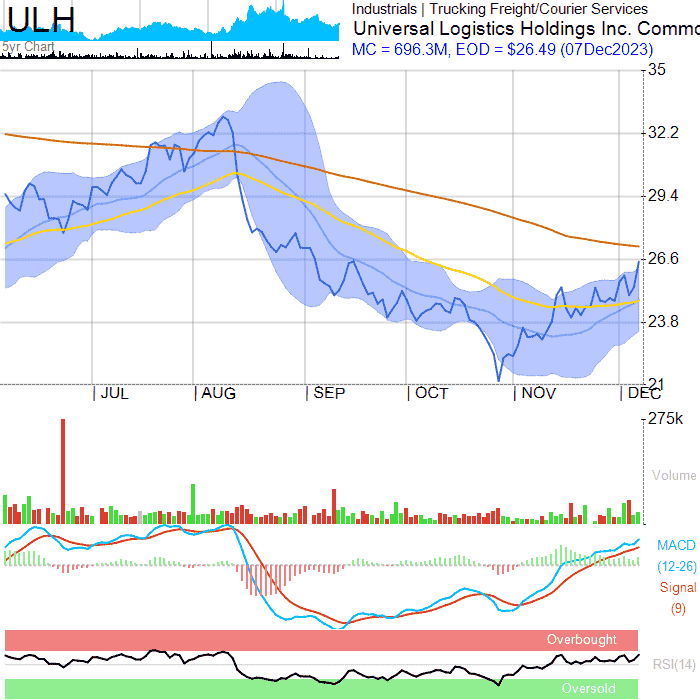 ULH
5yr Chart
Industrials | Trucking Freight/Courier Services
Universal Logistics Holdings Inc. Commo
MC = 696.3M, EOD = $26.49 (07Dec2023)
35
32.2
29.4
26.6
23.8
21
JUL
AUG
SEP
OCT
NOV
DEC
275k
Volume
MACD
(12-26)
Signal
(9)
Overbought
RSI(14)
Oversold